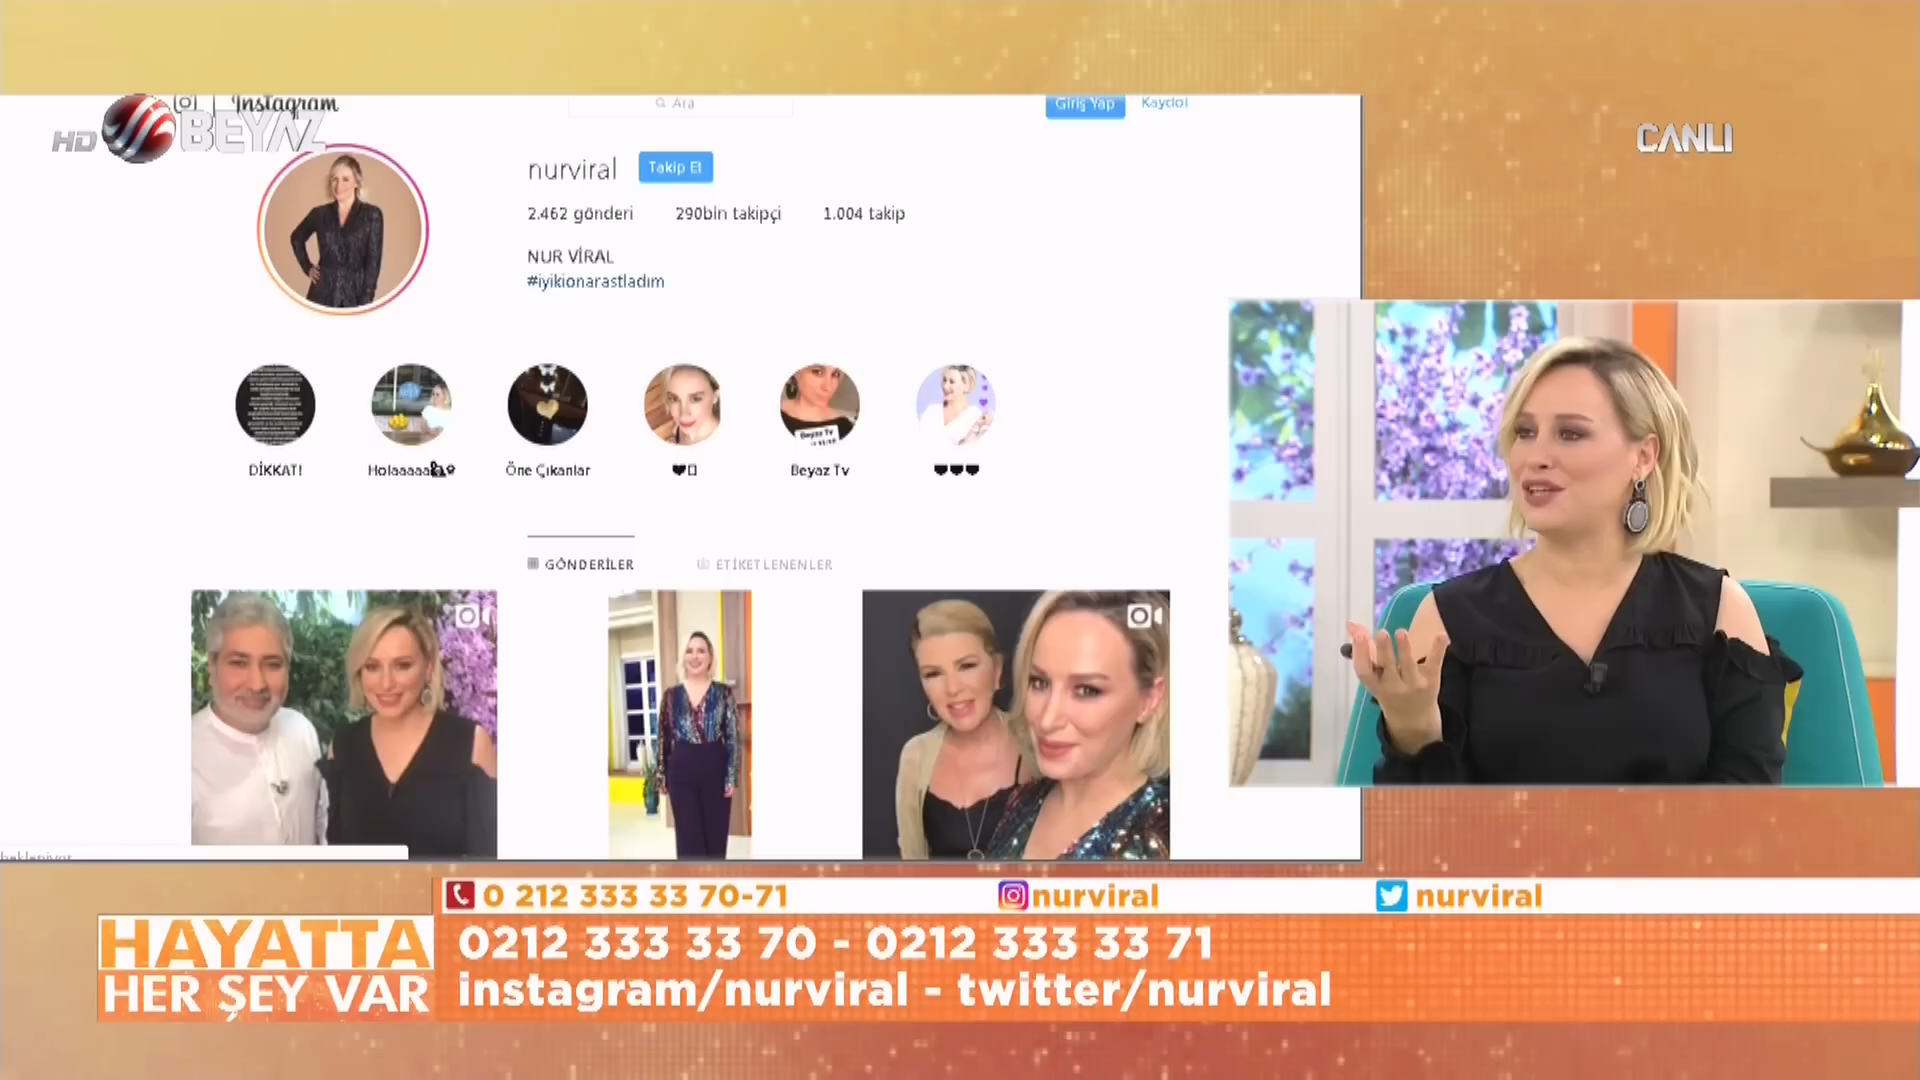 Instagram
Ara
Giriş Yap
Kaydol
HD BEYAZ
CANLI
nurviral
Takip Et
2.462 gönderi
290bin takipçi
1.004 takip
NUR VİRAL
#iyikionarastladım
DİKKAT!
Holaaaaa
Öne Çıkanlar
Beyaz Tv
Beyaz Tv
GÖNDERİLER
ETİKETLENENLER
bekleniyor
0 212 333 33 70-71
nurviral
nurviral
HAYATTA
HER ŞEY VAR
0212 333 33 70 - 0212 333 33 71
instagram/nurviral - twitter/nurviral